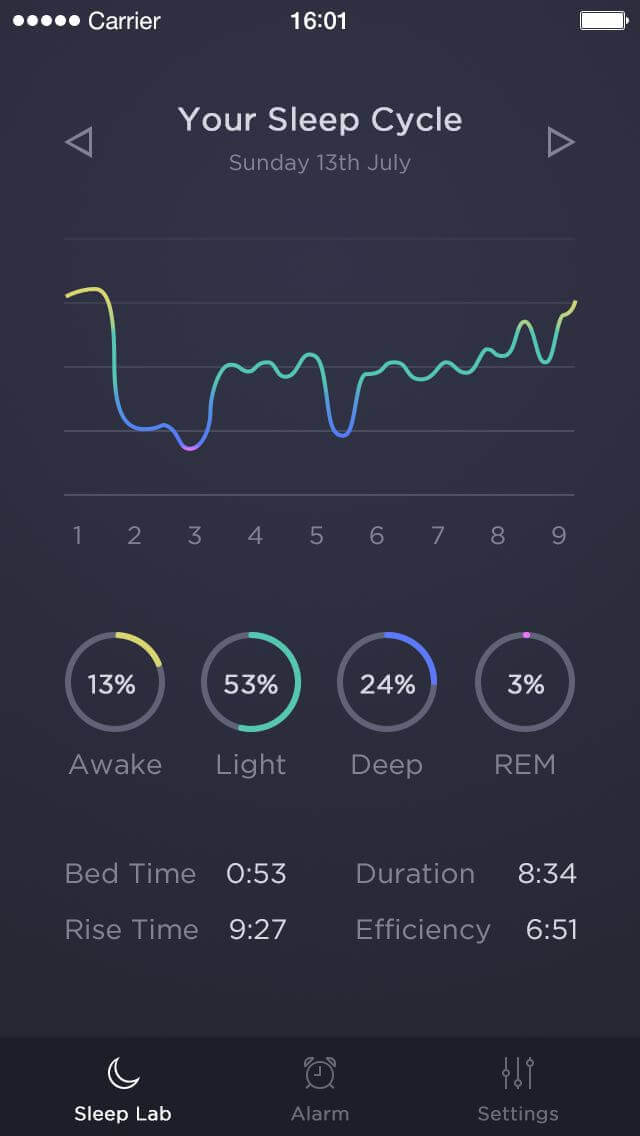 Carrier 16:01
Your Sleep Cycle
Sunday 13th July
1 2 3 4 5 6 7 8 9
13% 53% 24% 3%
Awake Light Deep REM
Bed Time 0:53 Duration 8:34
Rise Time 9:27 Efficiency 6:51
Sleep Lab Alarm Settings